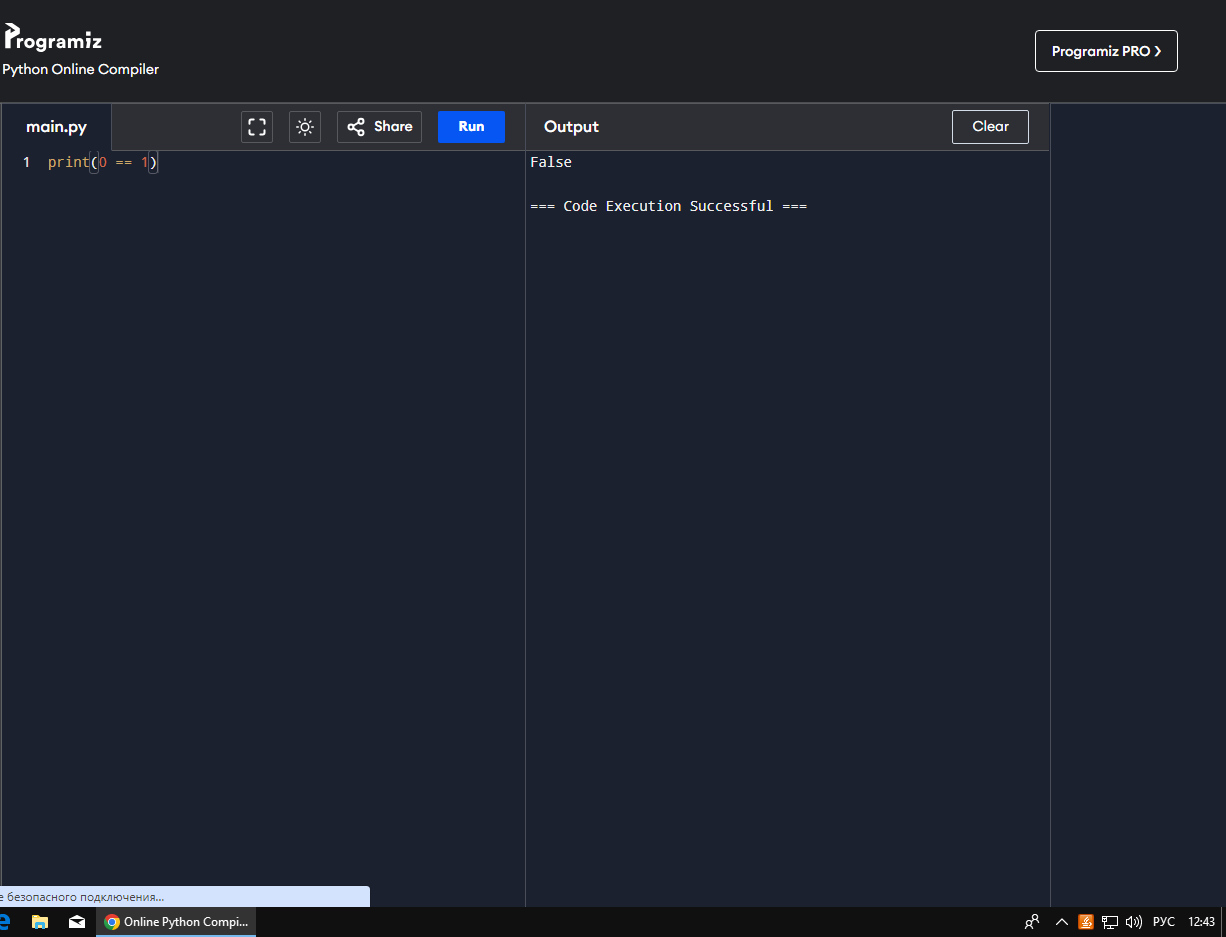 Programiz
Python Online Compiler
Programiz PRO
main.py
Share
Run
Output
Clear
1 print(0 == 1)
False
=== Code Execution Successful ===
е безопасного подключения...
Online Python Compi...
РУС
12:43